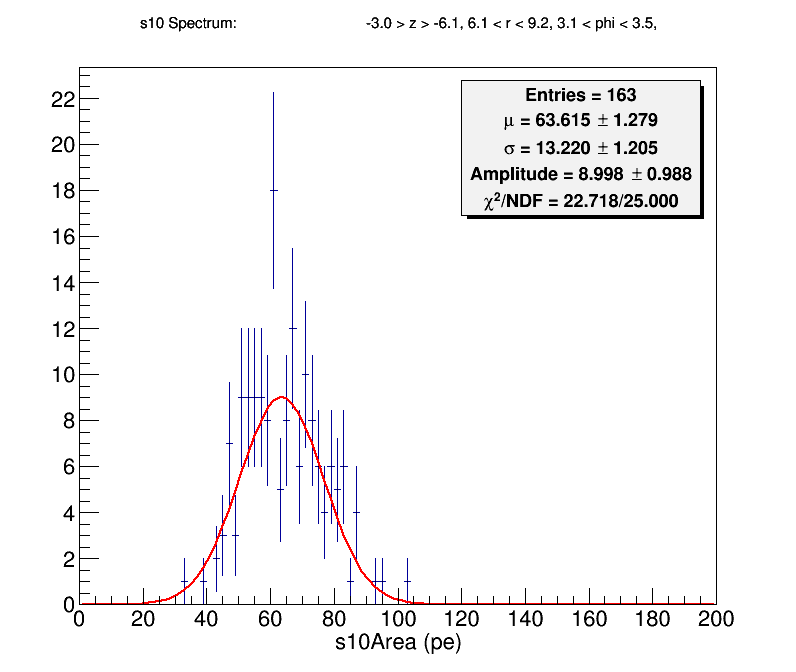 s10 Spectrum: -3.0 > z > -6.1, 6.1 < r < 9.2, 3.1 < phi < 3.5,
Entries = 163
μ = 63.615 ± 1.279
σ = 13.220 ± 1.205
Amplitude = 8.998 ± 0.988
χ²/NDF = 22.718/25.000
22
20
18
16
14
12
10
8
6
4
2
0
0 20 40 60 80 100 120 140 160 180 200
s10Area (pe)